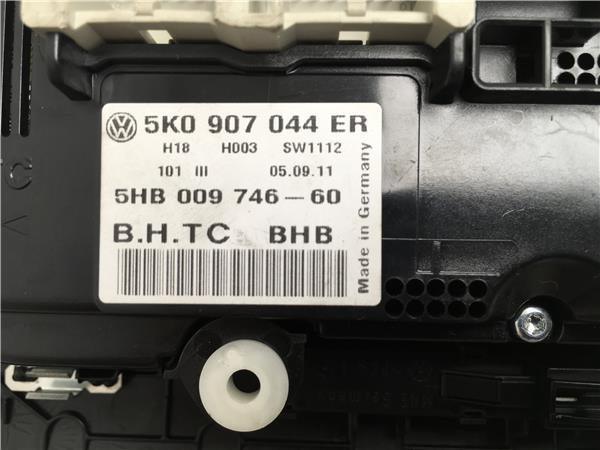 5K0 907 044 ER
H18 H003 SW1112
101 III 05.09.11
5HB 009 746-60
B.H.TC BHB
Made in Germany